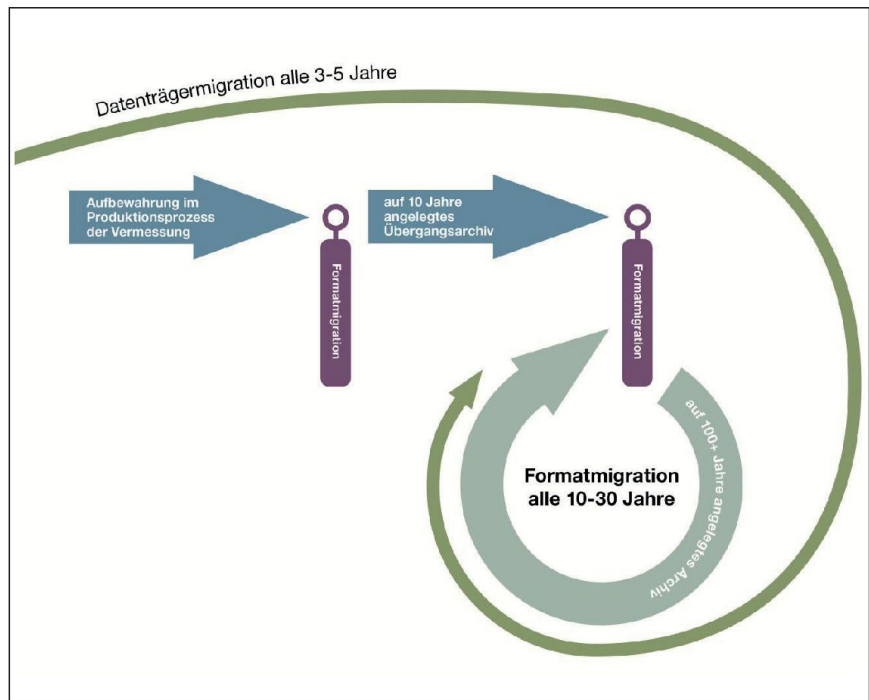 Datenträgermigration alle 3-5 Jahre
Aufbewahrung im
Produktionsprozess
der Vermessung
auf 10 Jahre
angelegtes
Übergangsarchiv
Formatmigration
Formatmigration
auf 100+ Jahre angelegtes Archiv
Formatmigration
alle 10-30 Jahre